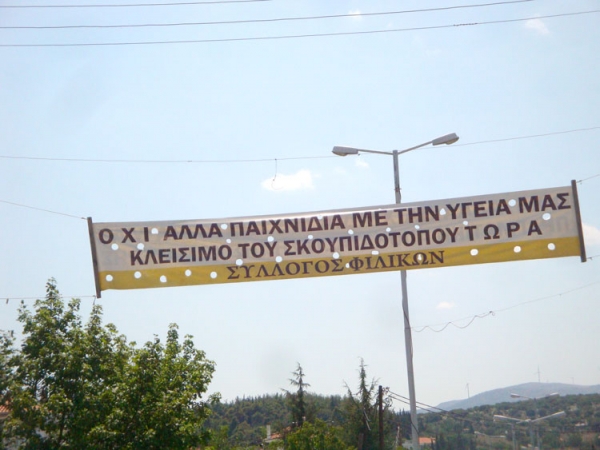 ΟΧΙ ΑΛΛΑ ΠΑΙΧΝΙΔΙΑ ΜΕ ΤΗΝ ΥΓΕΙΑ ΜΑΣ
ΚΛΕΙΣΙΜΟ ΤΟΥ ΣΚΟΥΠΙΔΟΤΟΠΟΥ ΤΩΡΑ
ΣΥΛΛΟΓΟΣ ΦΙΛΙΚΩΝ